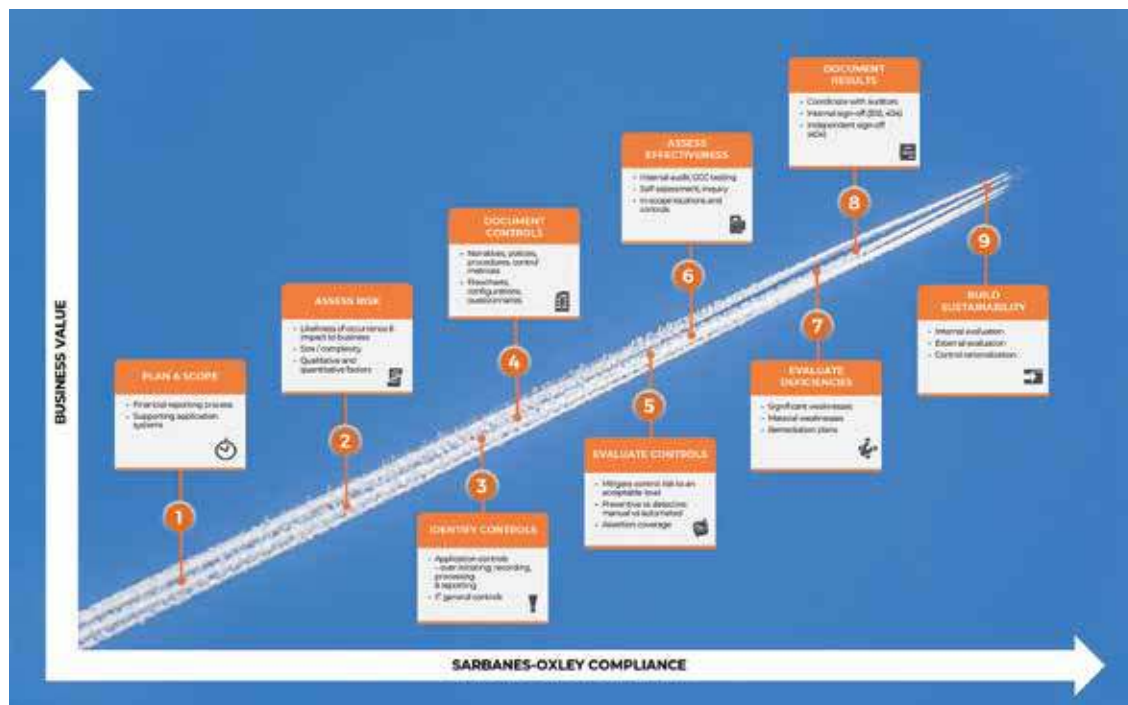 BUSINESS VALUE
PLAN & SCOPE
• Financial reporting process
• Supporting application
systems
1
ASSESS RISK
• Likeliness of occurrence &
impact to business
• Size / complexity
• Qualitative and
quantitative factors
2
3
IDENTIFY CONTROLS
• Application controls
– over initiating, recording,
processing
& reporting
• IT general controls
DOCUMENT
CONTROLS
• Narratives, policies,
procedures, control
matrices
• Flowcharts,
configurations,
questionnaires
4
5
EVALUATE CONTROLS
• Mitigate control risk to an
acceptable level
• Preventive vs detective;
manual vs automated
• Assertion coverage
ASSESS
EFFECTIVENESS
• Internal audit, testing
• Self assessment, inquiry
• In-scope locations and
controls
6
7
EVALUATE
DEFICIENCIES
• Significant weaknesses
• Material weaknesses
• Remediation plans
DOCUMENT
RESULTS
• Coordinate with auditors
• Internal sign-off (302, 404)
• Independent sign-off
(404)
8
9
BUILD
SUSTAINABILITY
• Internal evaluation
• External evaluation
• Control rationalization
SARBANES-OXLEY COMPLIANCE